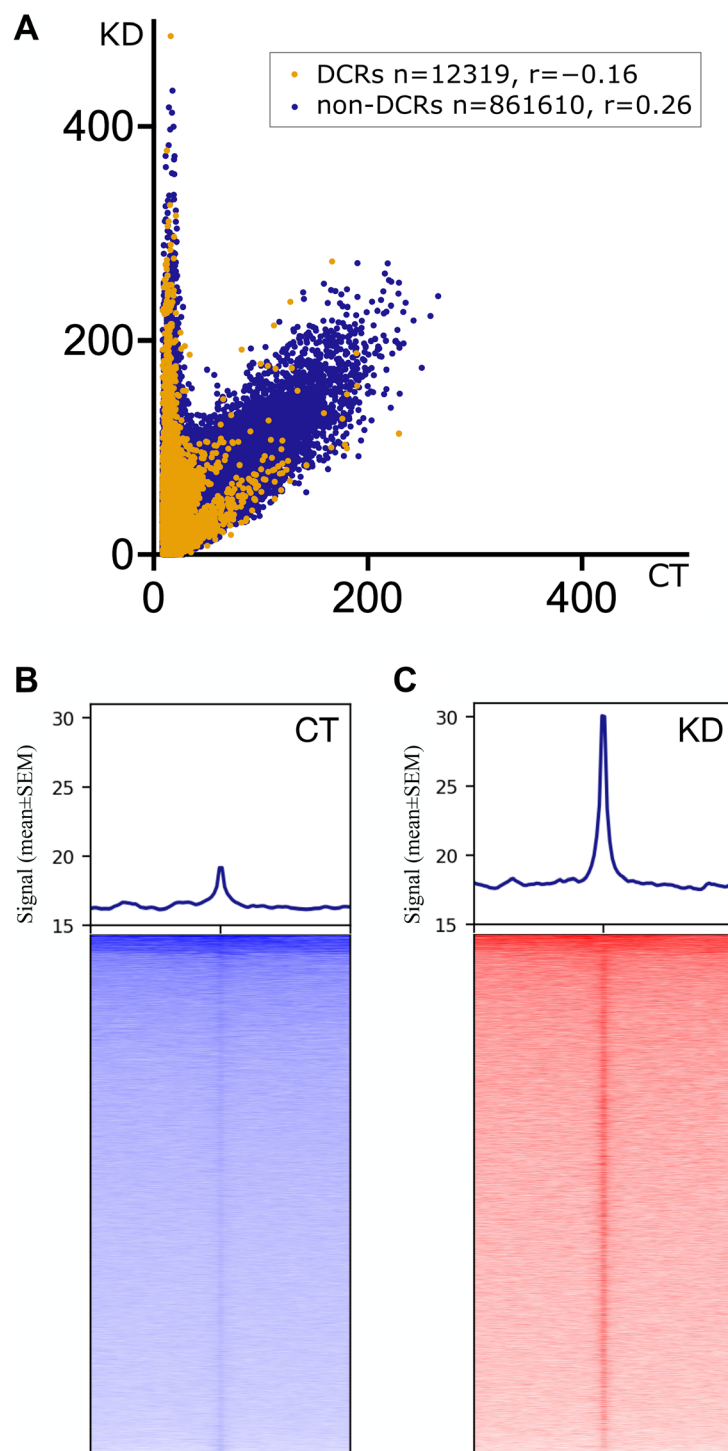 A
KD
DCRs n=12319, r=−0.16
non-DCRs n=861610, r=0.26
400
200
0
0
200
400
CT
B
C
30
25
20
15
Signal (mean±SEM)
CT
30
25
20
15
Signal (mean±SEM)
KD